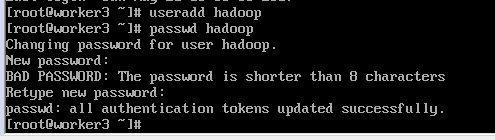 [root@worker3 ~]# useradd hadoop
[root@worker3 ~]# passwd hadoop
Changing password for user hadoop.
New password:
BAD PASSWORD: The password is shorter than 8 characters
Retype new password:
passwd: all authentication tokens updated successfully.
[root@worker3 ~]#